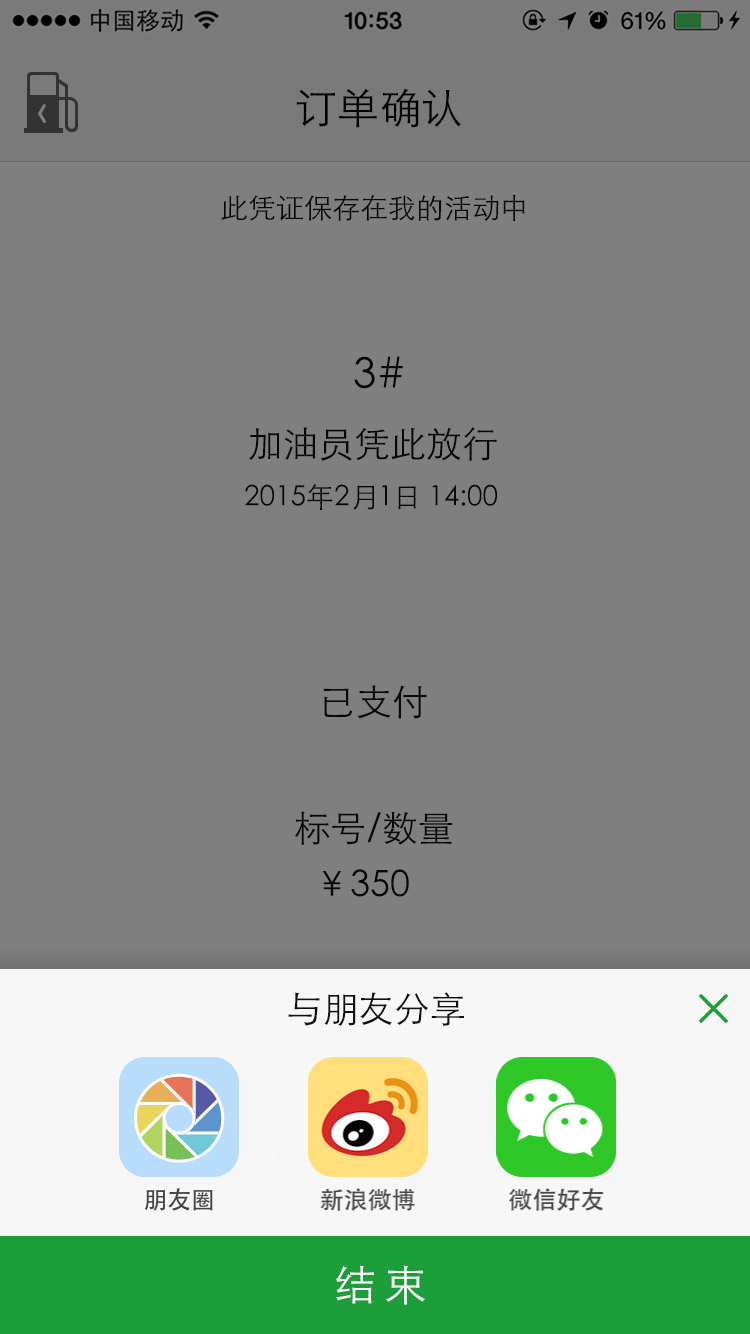 中国移动 10:53 61%
订单确认
此凭证保存在我的活动中
3#
加油员凭此放行
2015年2月1日 14:00
已支付
标号/数量
¥350
与朋友分享
朋友圈 新浪微博 微信好友
结束